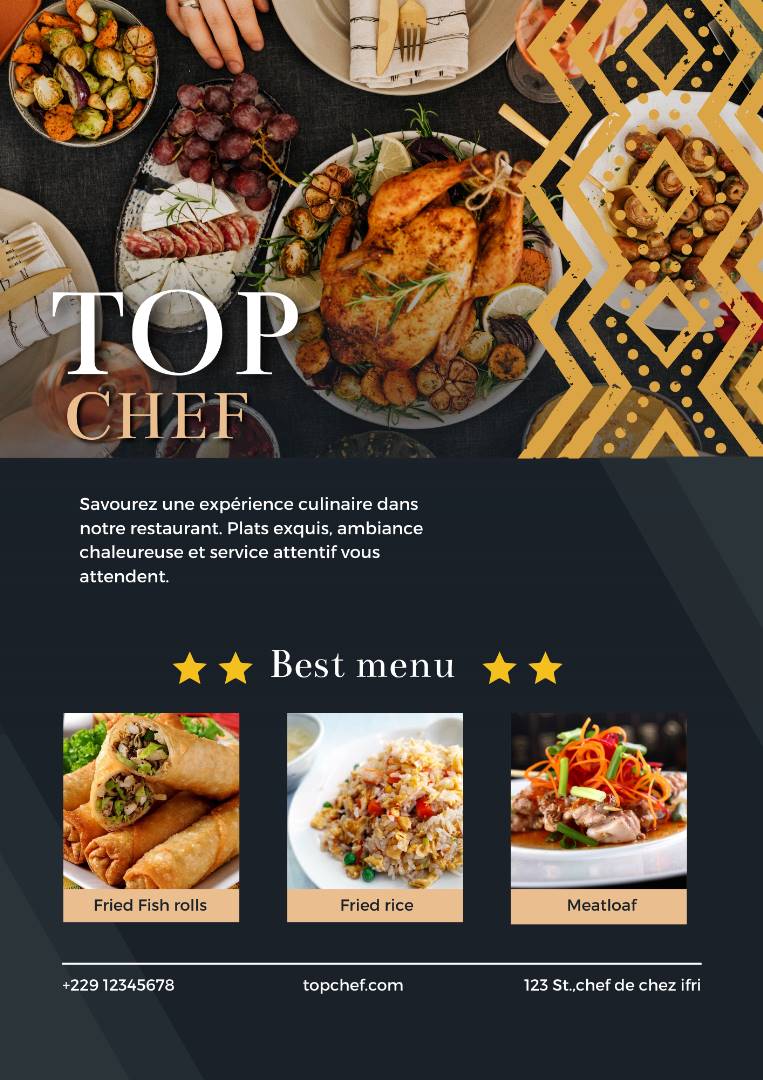 TOP
CHEF
Savourez une expérience culinaire dans
notre restaurant. Plats exquis, ambiance
chaleureuse et service attentif vous
attendent.
Best menu
Fried Fish rolls
Fried rice
Meatloaf
+229 12345678
topchef.com
123 St.,chef de chez ifri